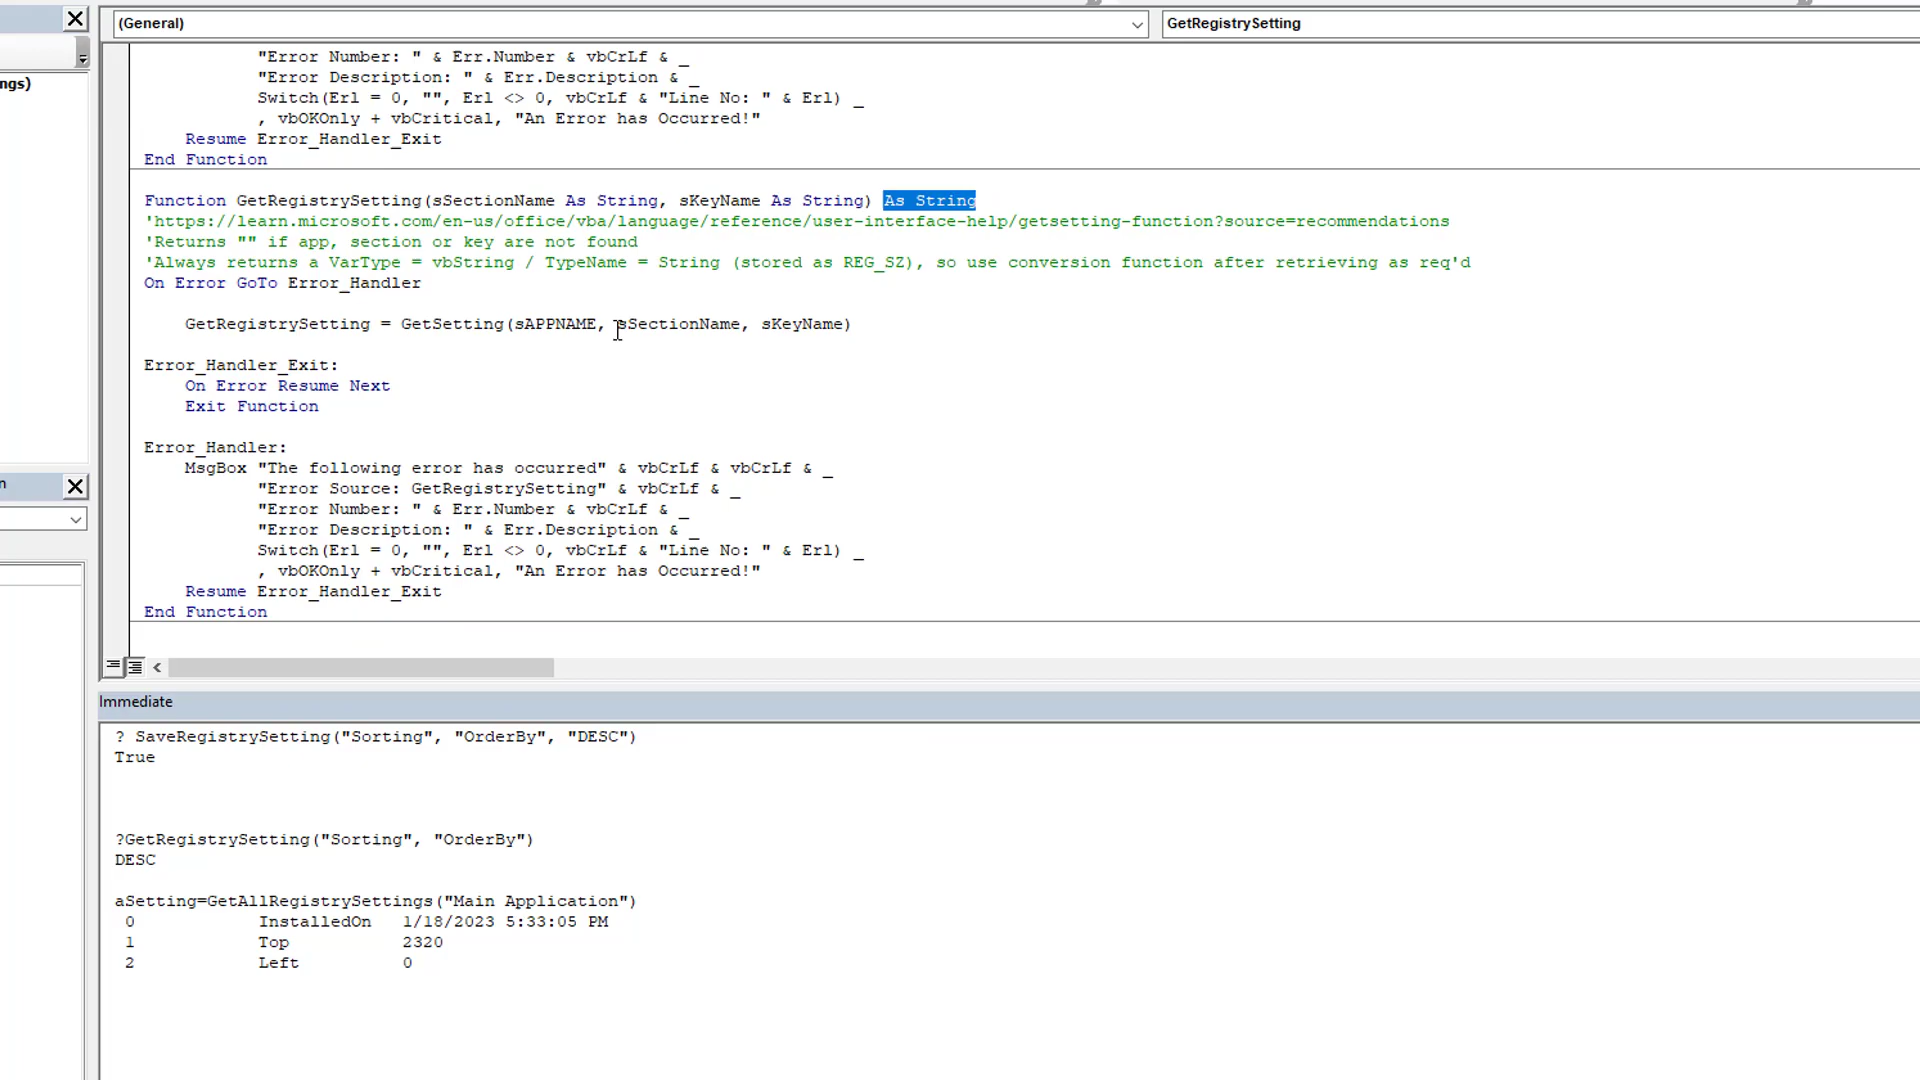 (General)
GetRegistrySetting
ngs)
n
"Error Number: " & Err.Number & vbCrLf & _
"Error Description: " & Err.Description & _
Switch(Erl = 0, "", Erl <> 0, vbCrLf & "Line No: " & Erl) _
, vbOKOnly + vbCritical, "An Error has Occurred!"
Resume Error_Handler_Exit
End Function
Function GetRegistrySetting(sSectionName As String, sKeyName As String) As String
'https://learn.microsoft.com/en-us/office/vba/language/reference/user-interface-help/getsetting-function?source=recommendations
'Returns "" if app, section or key are not found
'Always returns a VarType = vbString / TypeName = String (stored as REG_SZ), so use conversion function after retrieving as req'd
On Error GoTo Error_Handler
GetRegistrySetting = GetSetting(sAPPNAME, sSectionName, sKeyName)
Error_Handler_Exit:
On Error Resume Next
Exit Function
Error_Handler:
MsgBox "The following error has occurred" & vbCrLf & vbCrLf & _
"Error Source: GetRegistrySetting" & vbCrLf & _
"Error Number: " & Err.Number & vbCrLf & _
"Error Description: " & Err.Description & _
Switch(Erl = 0, "", Erl <> 0, vbCrLf & "Line No: " & Erl) _
, vbOKOnly + vbCritical, "An Error has Occurred!"
Resume Error_Handler_Exit
End Function
Immediate
? SaveRegistrySetting("Sorting", "OrderBy", "DESC")
True
?GetRegistrySetting("Sorting", "OrderBy")
DESC
aSetting=GetAllRegistrySettings("Main Application")
0 InstalledOn 1/18/2023 5:33:05 PM
1 Top 2320
2 Left 0